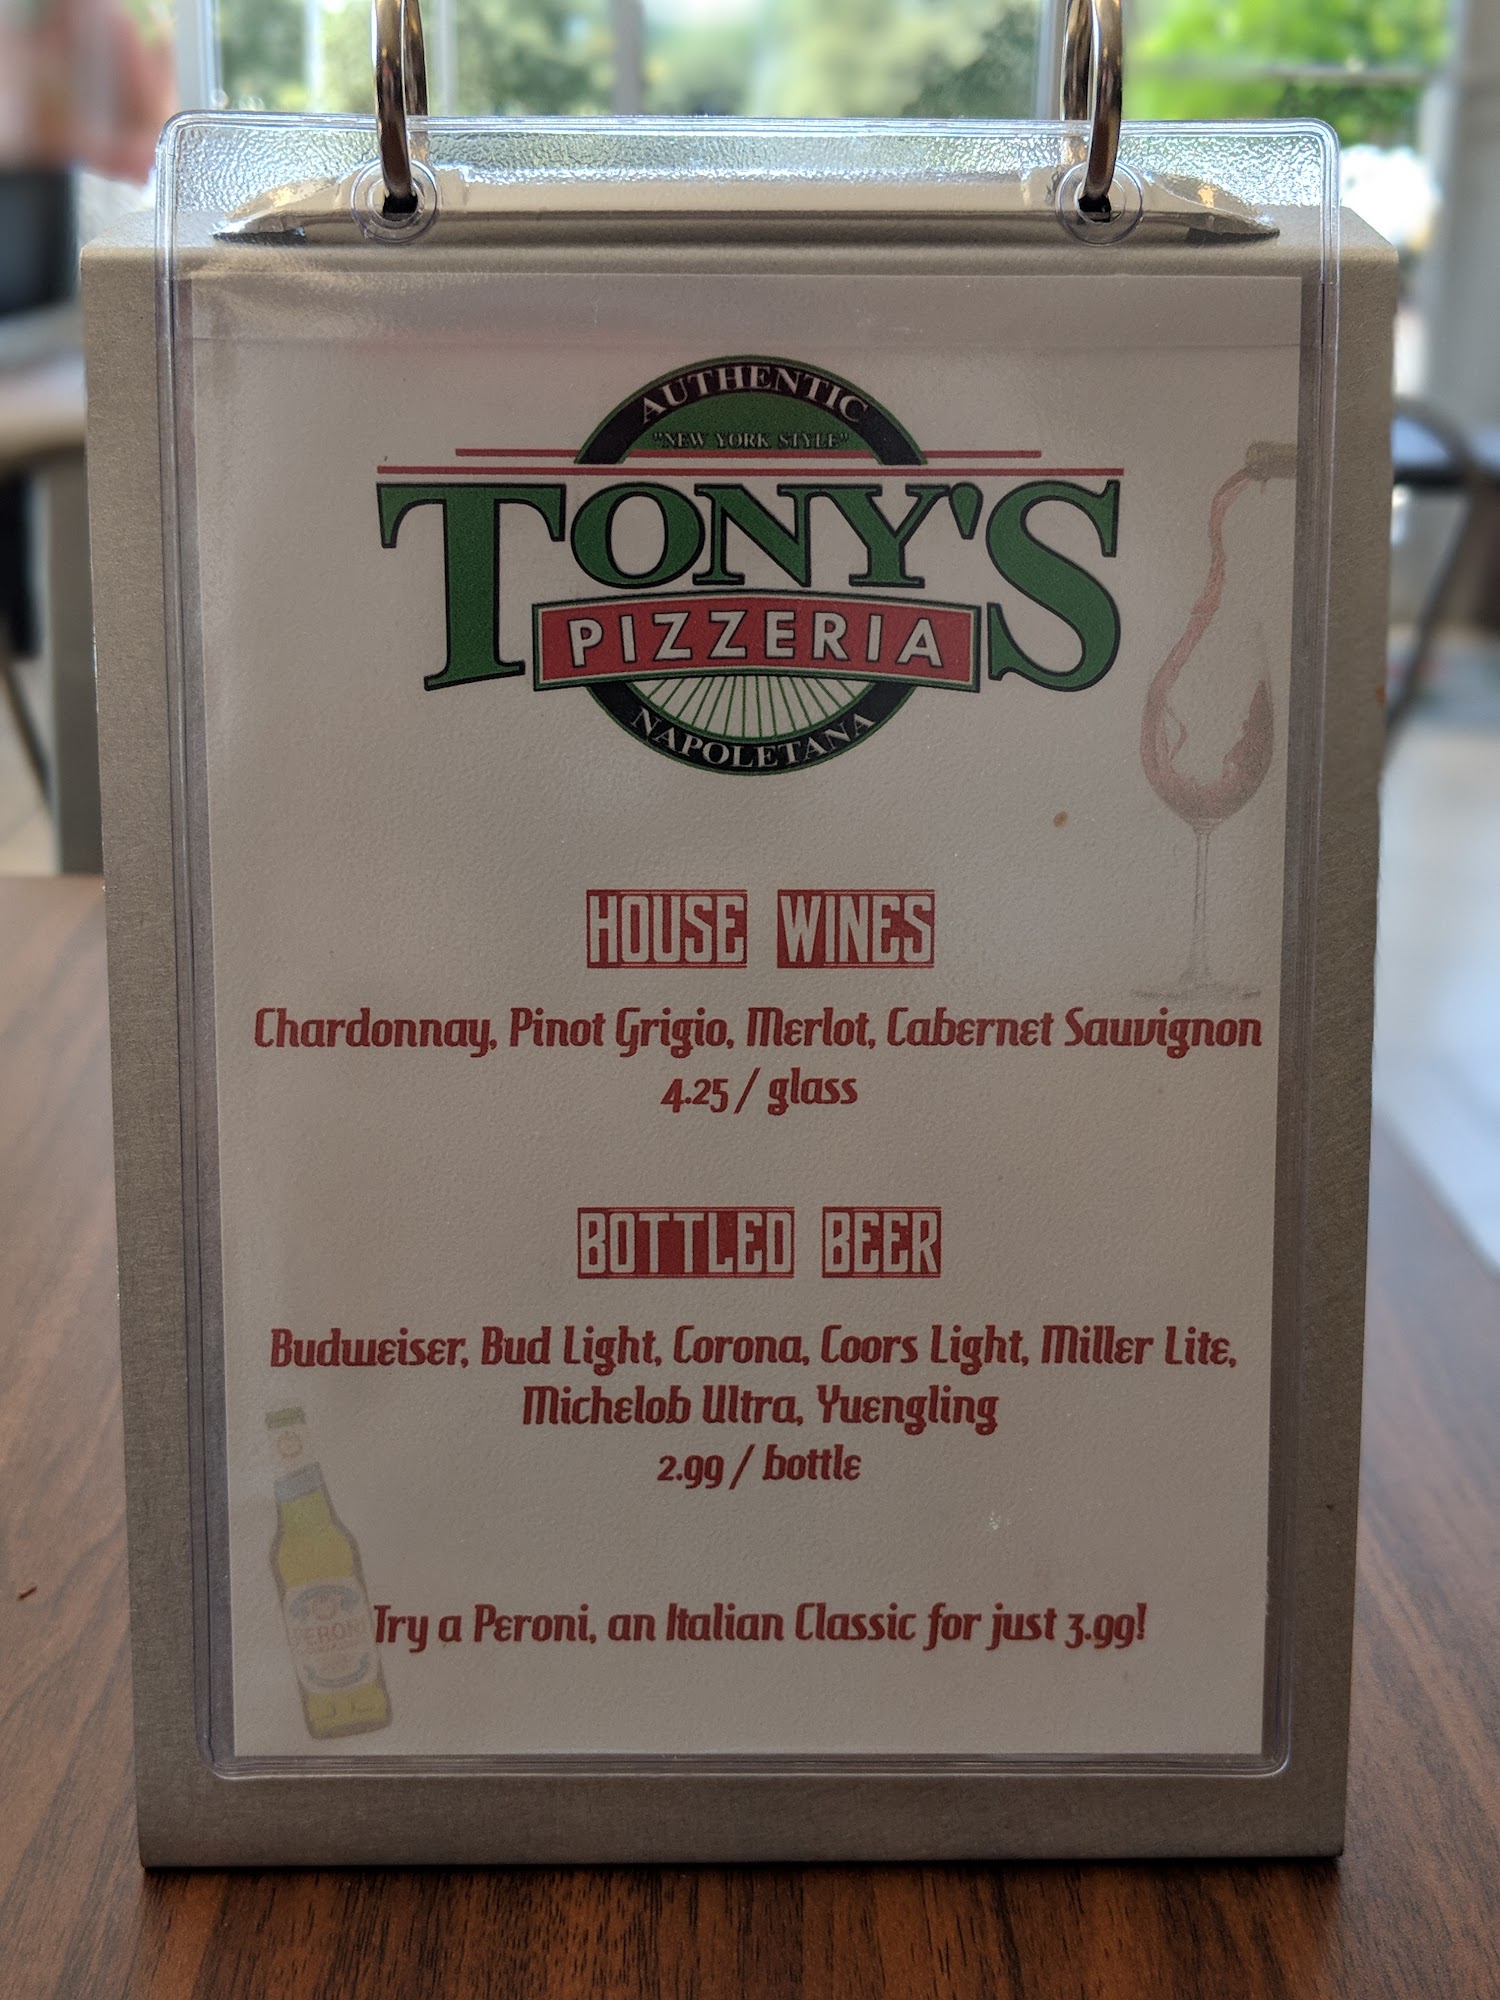 AUTHENTIC
"NEW YORK STYLE"
TONY'S
PIZZERIA
NAPOLETANA
HOUSE WINES
Chardonnay, Pinot Grigio, Merlot, Cabernet Sauvignon
4.25 / glass
BOTTLED BEER
Budweiser, Bud Light, Corona, Coors Light, Miller Lite,
Michelob Ultra, Yuengling
2.99 / bottle
Try a Peroni, an Italian Classic for just 3.99!
PERONI